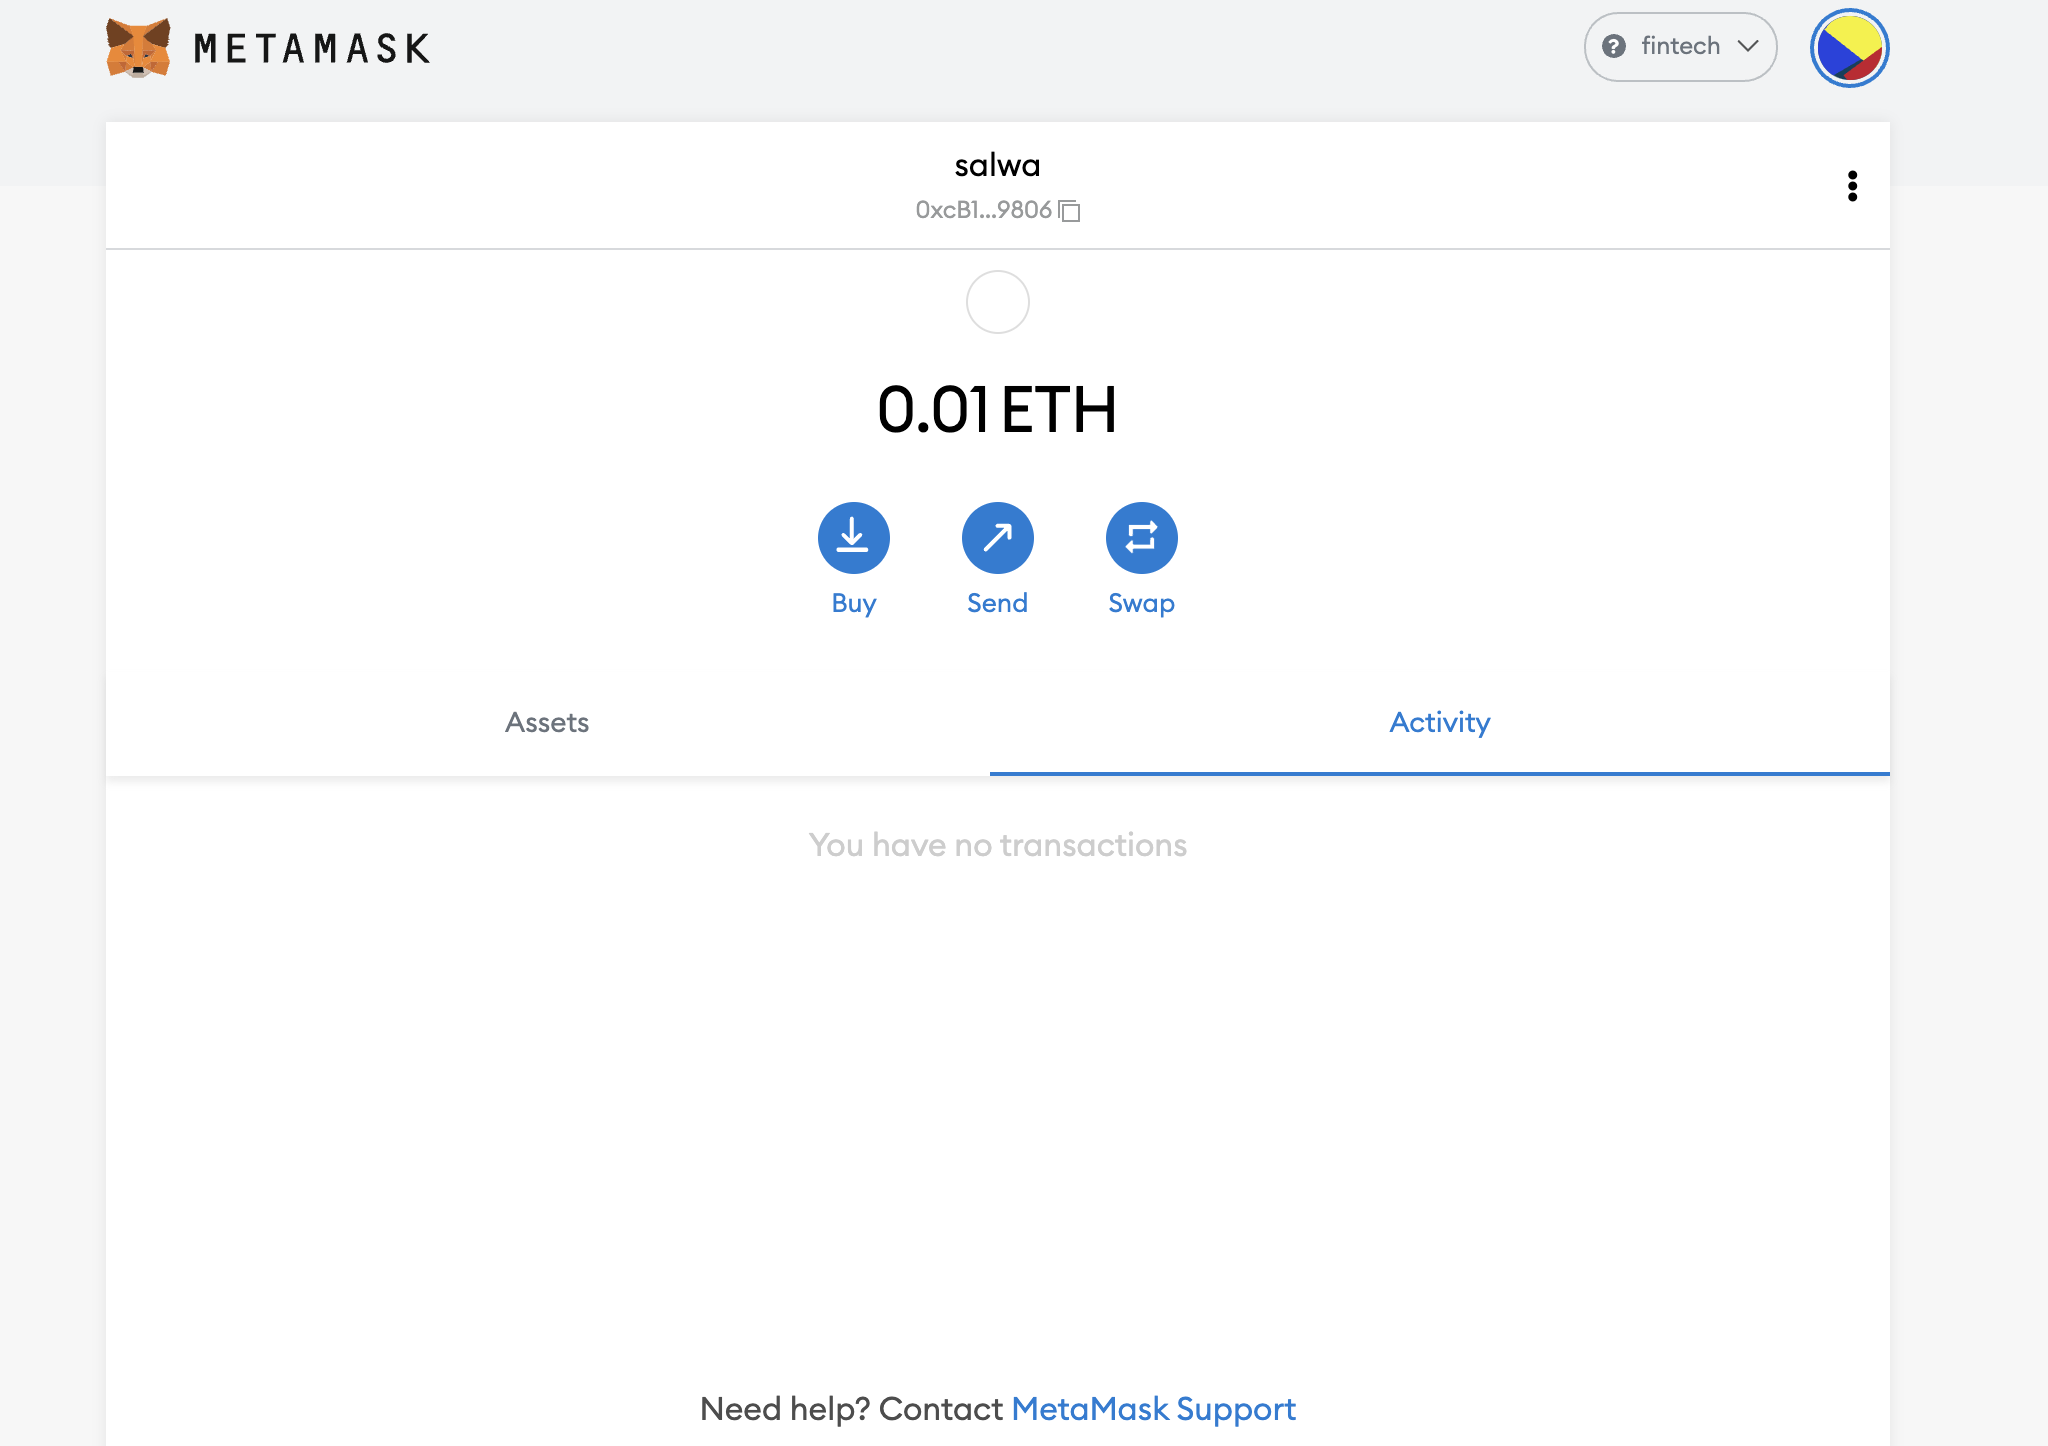 METAMASK
fintech
salwa
0xcB1...9806
0.01 ETH
Buy Send Swap
Assets Activity
You have no transactions
Need help? Contact MetaMask Support